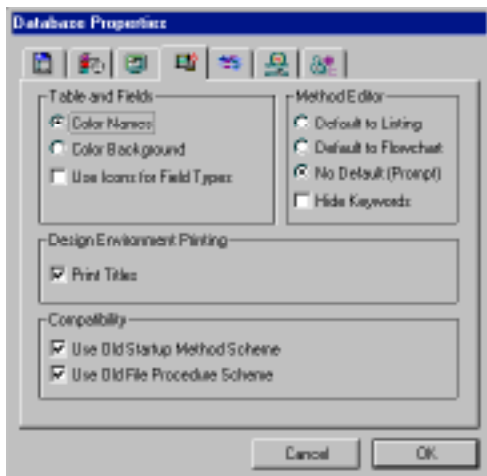 Database Properties
Table and Fields
Color Names
Color Background
Use Icons for Field Types
Method Editor
Default to Listing
Default to Flowchart
No Default (Prompt)
Hide Keywords
Design Environment Printing
Print Titles
Compatibility
Use Old Startup Method Scheme
Use Old File Procedure Scheme
Cancel
OK